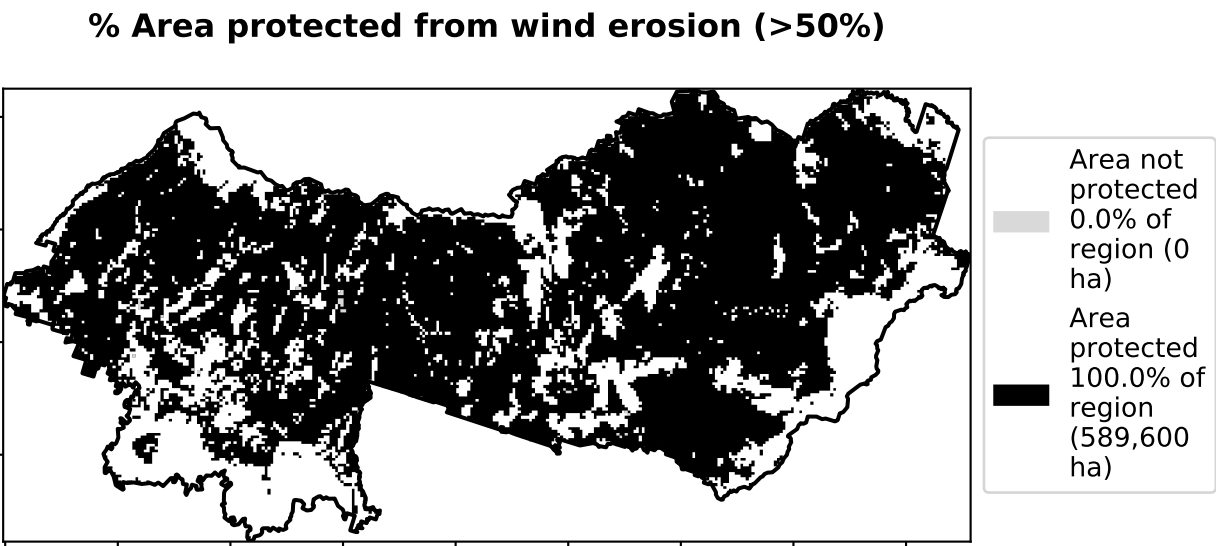 % Area protected from wind erosion (>50%)
Area not
protected
0.0% of
region (0
ha)
Area
protected
100.0% of
region
(589,600
ha)